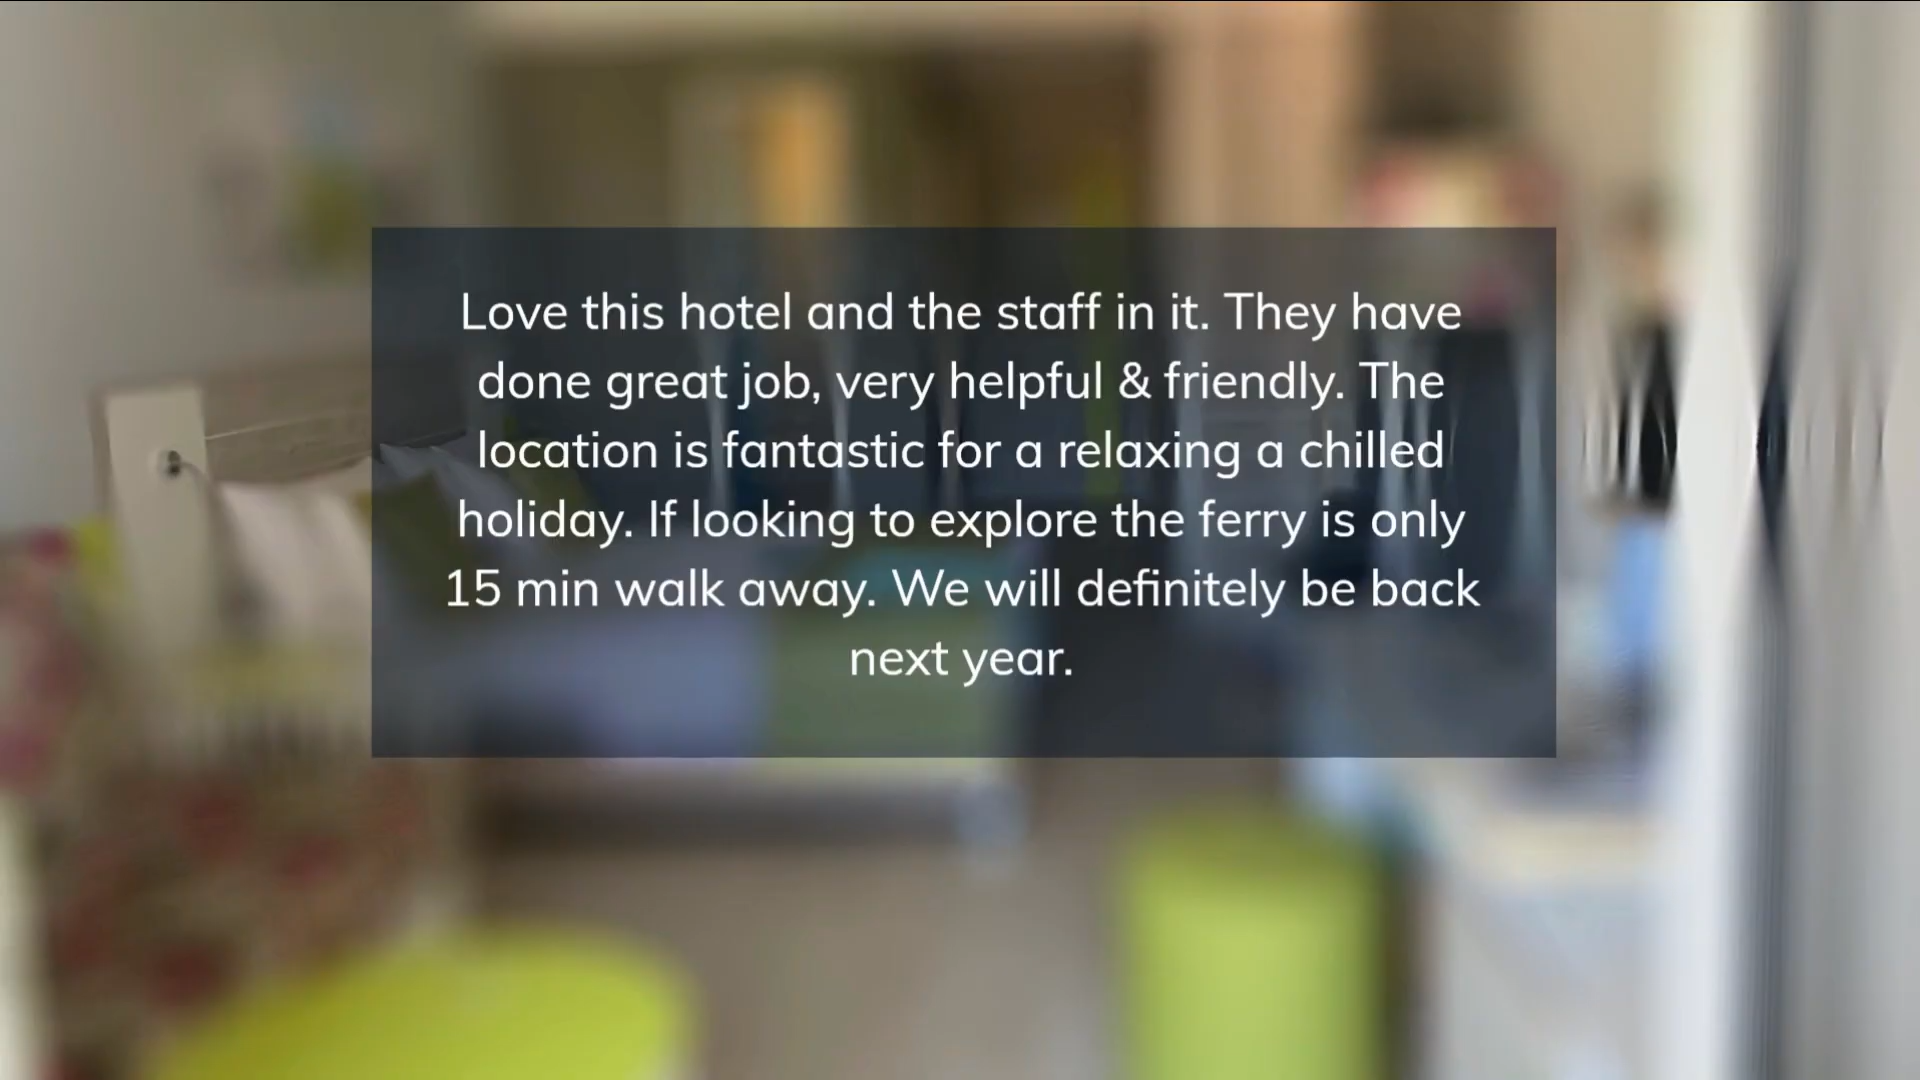 Love this hotel and the staff in it. They have
done great job, very helpful & friendly. The
location is fantastic for a relaxing a chilled
holiday. If looking to explore the ferry is only
15 min walk away. We will definitely be back
next year.